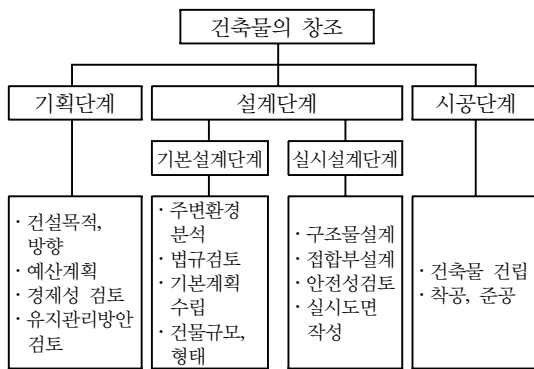 건축물의 창조
기획단계
설계단계
시공단계
기본설계단계
실시설계단계
· 건설목적,
방향
· 예산계획
· 경제성 검토
· 유지관리방안
검토
· 주변환경
분석
· 법규검토
· 기본계획
수립
· 건물규모,
형태
· 구조물설계
· 접합부설계
· 안전성검토
· 실시도면
작성
· 건축물 건립
· 착공, 준공